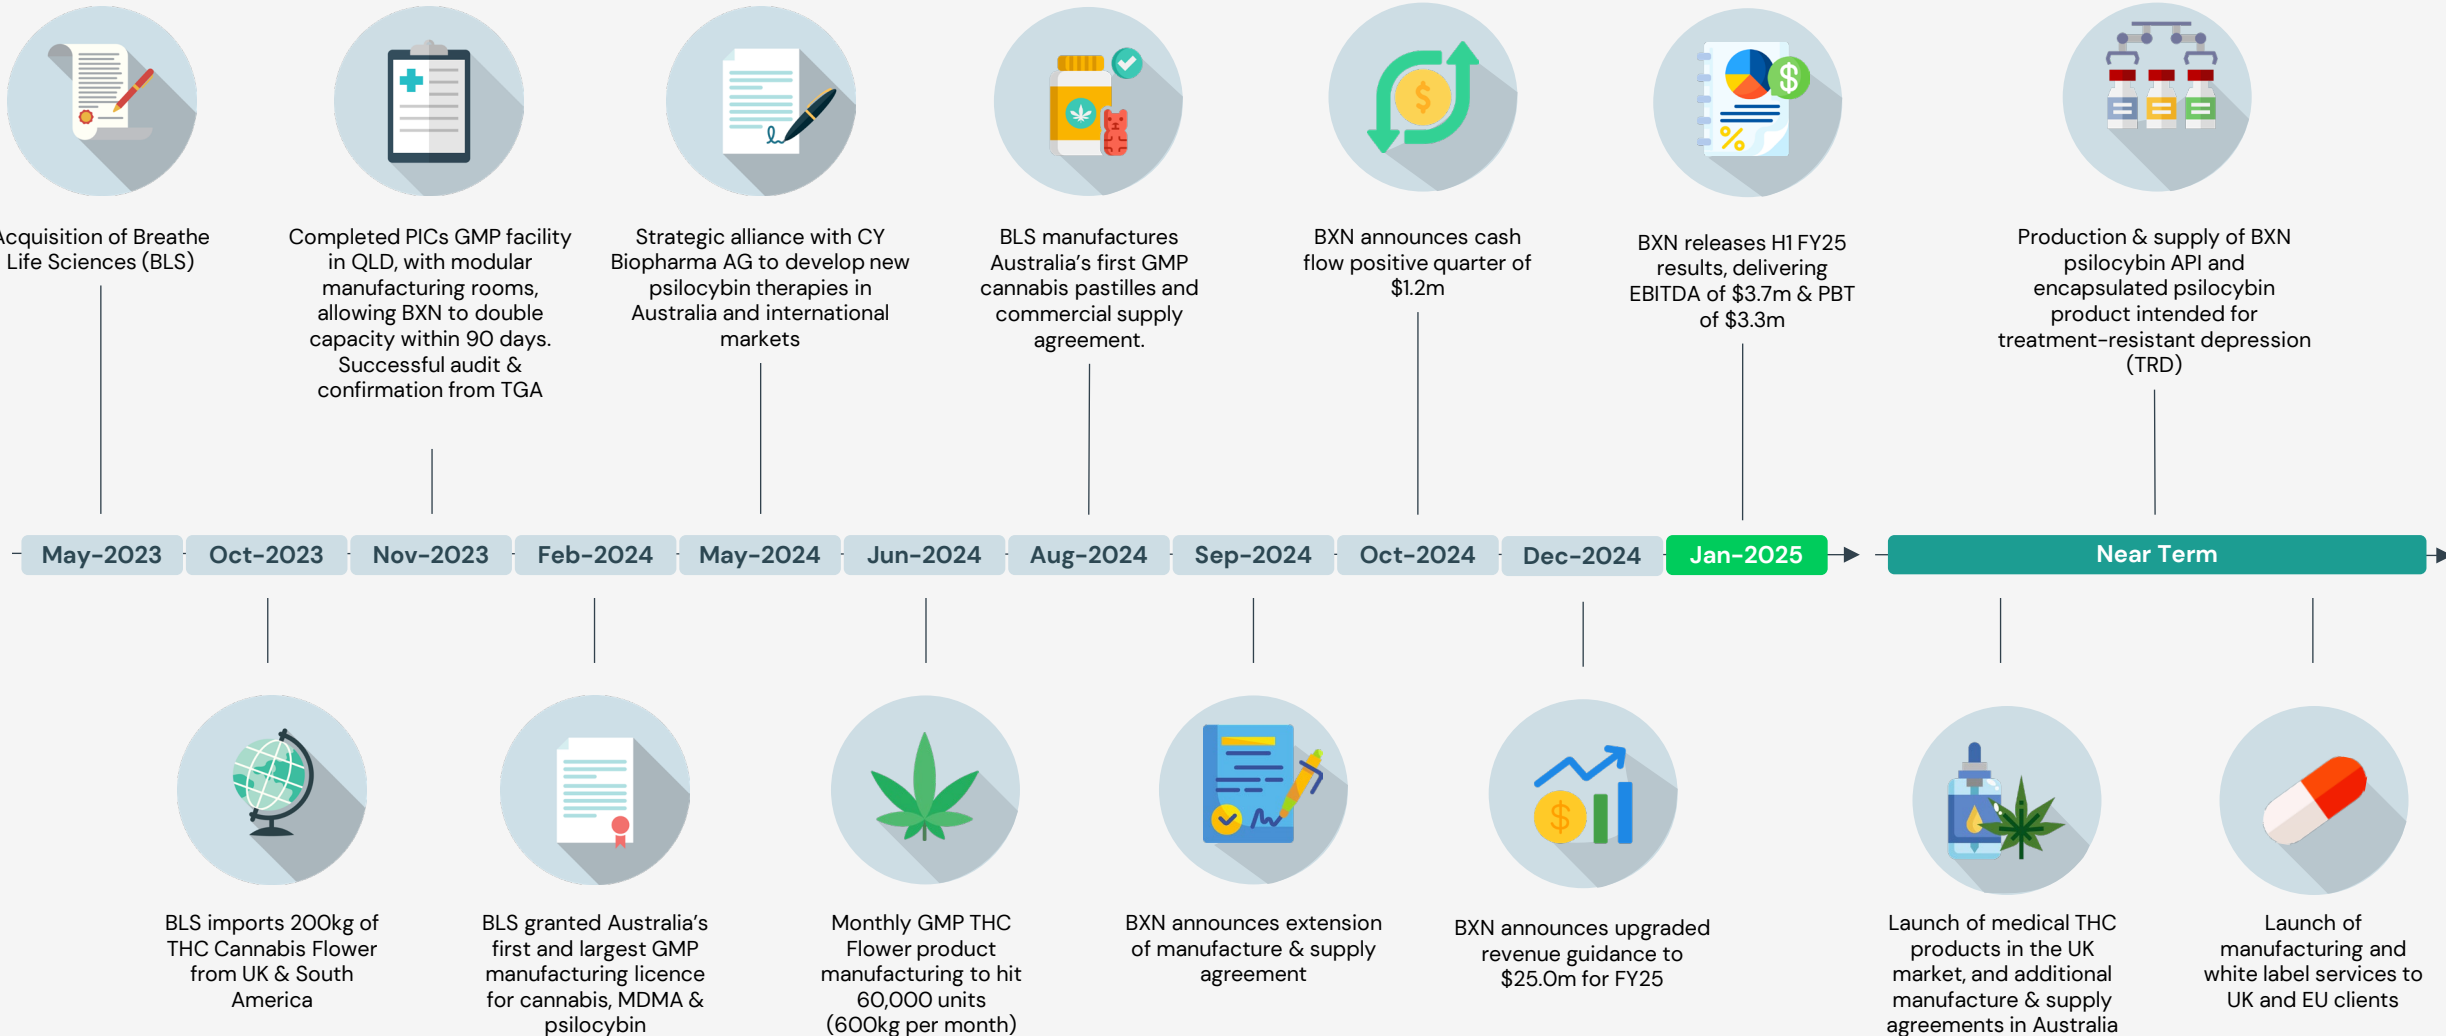 Acquisition of Breathe
Life Sciences (BLS)
Completed PICs GMP facility
in QLD, with modular
manufacturing rooms,
allowing BXN to double
capacity within 90 days.
Successful audit &
confirmation from TGA
Strategic alliance with CY
Biopharma AG to develop new
psilocybin therapies in
Australia and international
markets
BLS manufactures
Australia's first GMP
cannabis pastilles and
commercial supply
agreement.
BXN announces cash
flow positive quarter of
$1.2m
BXN releases H1 FY25
results, delivering
EBITDA of $3.7m & PBT
of $3.3m
Production & supply of BXN
psilocybin API and
encapsulated psilocybin
product intended for
treatment-resistant depression
(TRD)
May-2023
Oct-2023
Nov-2023
Feb-2024
May-2024
Jun-2024
Aug-2024
Sep-2024
Oct-2024
Dec-2024
Jan-2025
Near Term
BLS imports 200kg of
THC Cannabis Flower
from UK & South
America
BLS granted Australia's
first and largest GMP
manufacturing licence
for cannabis, MDMA &
psilocybin
Monthly GMP THC
Flower product
manufacturing to hit
60,000 units
(600kg per month)
BXN announces extension
of manufacture & supply
agreement
BXN announces upgraded
revenue guidance to
$25.0m for FY25
Launch of medical THC
products in the UK
market, and additional
manufacture & supply
agreements in Australia
Launch of
manufacturing and
white label services to
UK and EU clients